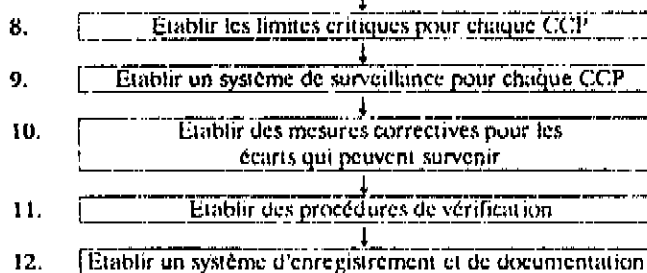 8. Etablir les limites critiques pour chaque CCP
9. Etablir un système de surveillance pour chaque CCP
10. Etablir des mesures correctives pour les
écarts qui peuvent survenir
11. Etablir des procédures de vérification
12. Etablir un système d'enregistrement et de documentation